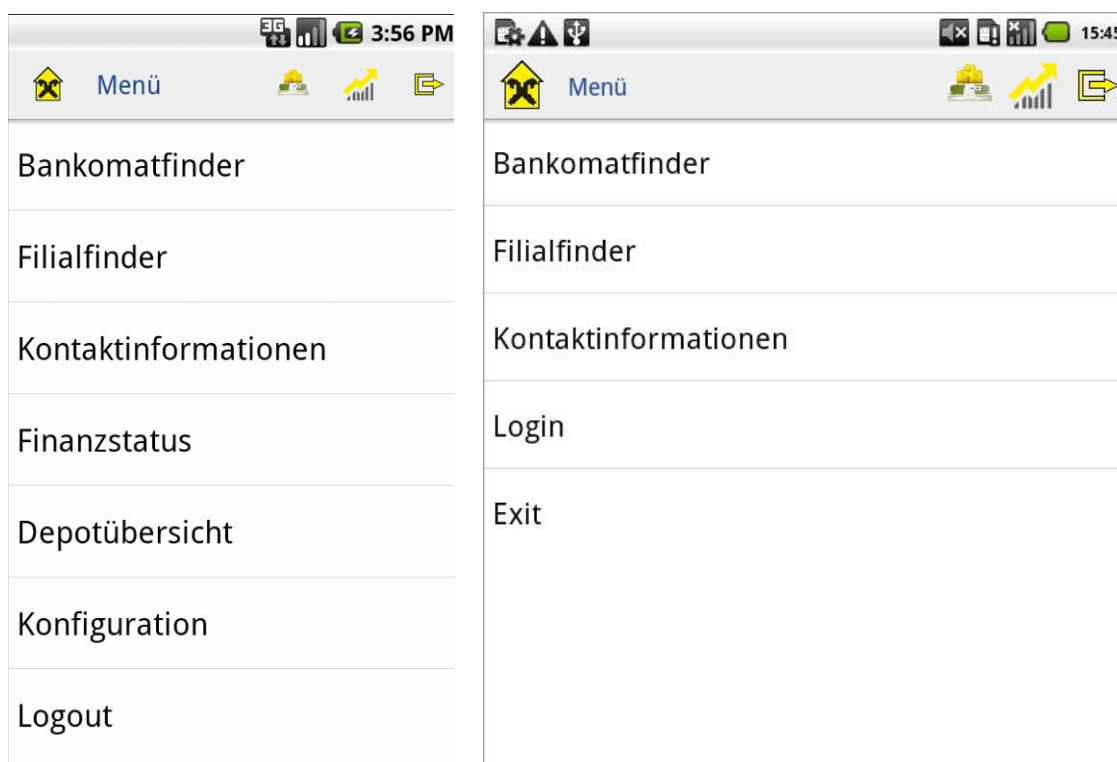 3G 3:56 PM
Menü
Bankomatfinder
Filialfinder
Kontaktinformationen
Finanzstatus
Depotübersicht
Konfiguration
Logout
15:45
Menü
Bankomatfinder
Filialfinder
Kontaktinformationen
Login
Exit